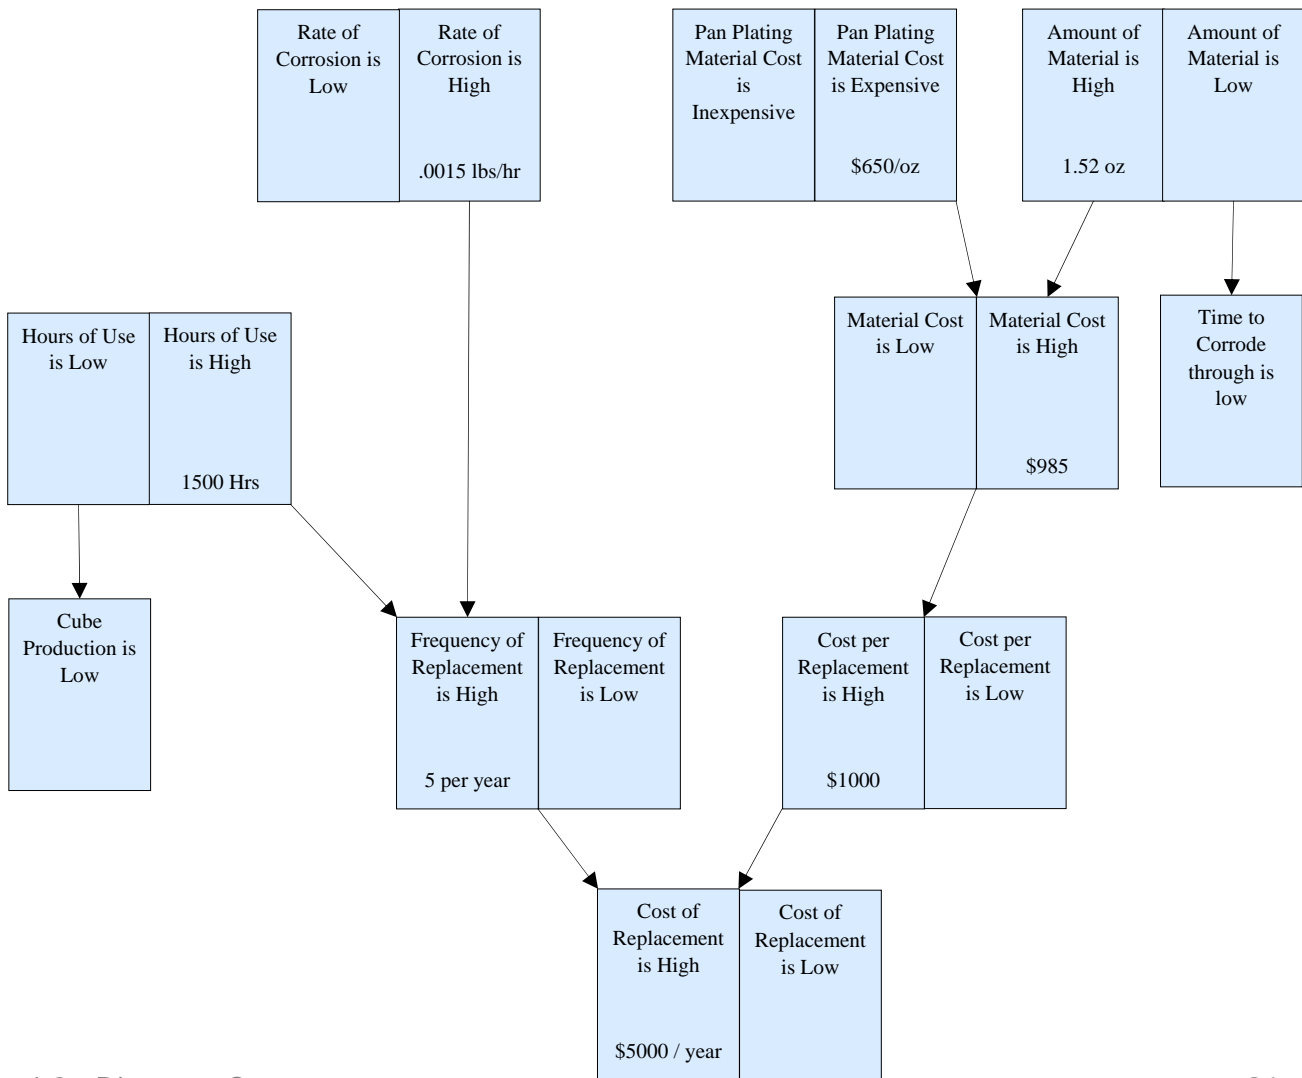 Rate of
Corrosion is
Low
Rate of
Corrosion is
High
.0015 lbs/hr
Pan Plating
Material Cost
is
Inexpensive
Pan Plating
Material Cost
is Expensive
$650/oz
Amount of
Material is
High
1.52 oz
Amount of
Material is
Low
Hours of Use
is Low
Hours of Use
is High
1500 Hrs
Material Cost
is Low
Material Cost
is High
$985
Time to
Corrode
through is
low
Cube
Production is
Low
Frequency of
Replacement
is High
5 per year
Frequency of
Replacement
is Low
Cost per
Replacement
is High
$1000
Cost per
Replacement
is Low
Cost of
Replacement
is High
$5000 / year
Cost of
Replacement
is Low